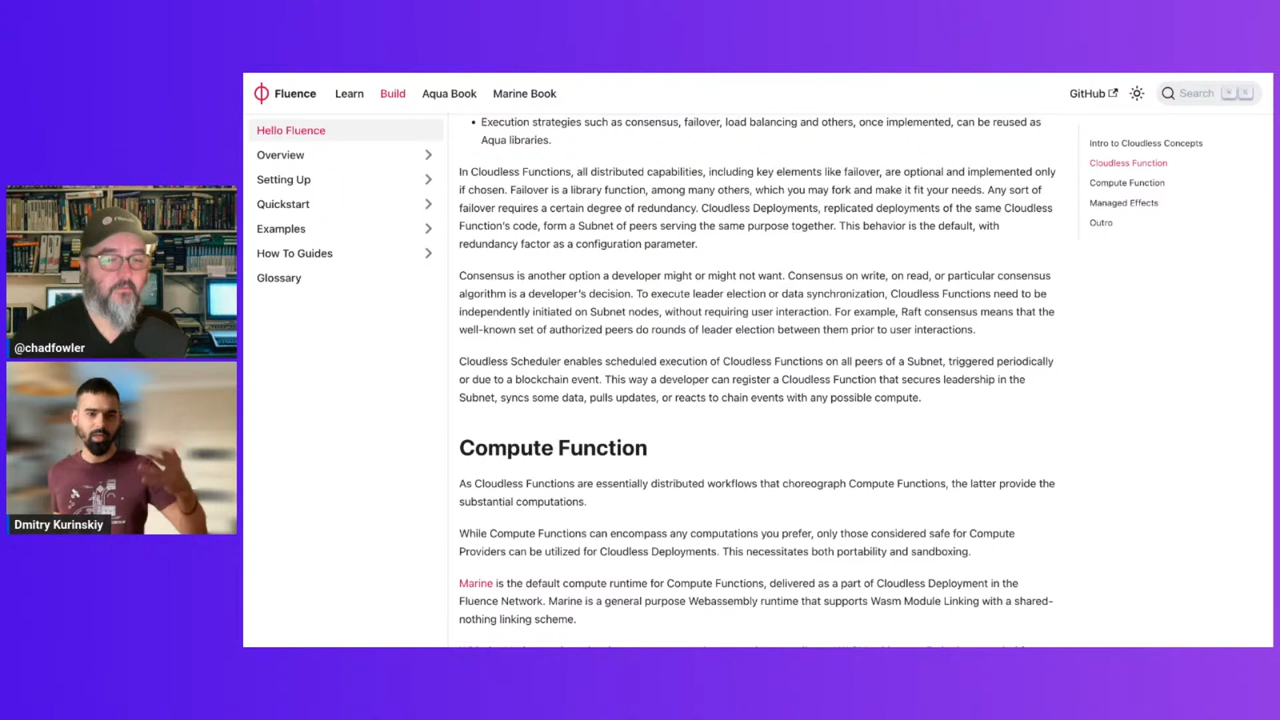 Fluence Learn Build Aqua Book Marine Book GitHub Search
Hello Fluence
Overview
Setting Up
Quickstart
Examples
How To Guides
Glossary
• Execution strategies such as consensus, failover, load balancing and others, once implemented, can be reused as
Aqua libraries.
In Cloudless Functions, all distributed capabilities, including key elements like failover, are optional and implemented only
if chosen. Failover is a library function, among many others, which you may fork and make it fit your needs. Any sort of
failover requires a certain degree of redundancy. Cloudless Deployments, replicated deployments of the same Cloudless
Function's code, form a Subnet of peers serving the same purpose together. This behavior is the default, with
redundancy factor as a configuration parameter.
Consensus is another option a developer might or might not want. Consensus on write, on read, or particular consensus
algorithm is a developer's decision. To execute leader election or data synchronization, Cloudless Functions need to be
independently initiated on Subnet nodes, without requiring user interaction. For example, Raft consensus means that the
well-known set of authorized peers do rounds of leader election between them prior to user interactions.
Cloudless Scheduler enables scheduled execution of Cloudless Functions on all peers of a Subnet, triggered periodically
or due to a blockchain event. This way a developer can register a Cloudless Function that secures leadership in the
Subnet, syncs some data, pulls updates, or reacts to chain events with any possible compute.
Compute Function
As Cloudless Functions are essentially distributed workflows that choreograph Compute Functions, the latter provide the
substantial computations.
While Compute Functions can encompass any computations you prefer, only those considered safe for Compute
Providers can be utilized for Cloudless Deployments. This necessitates both portability and sandboxing.
Marine is the default compute runtime for Compute Functions, delivered as a part of Cloudless Deployment in the
Fluence Network. Marine is a general purpose Webassembly runtime that supports Wasm Module Linking with a shared-
nothing linking scheme.
Intro to Cloudless Concepts
Cloudless Function
Compute Function
Managed Effects
Outro
@chadfowler
Dmitry Kurinskiy